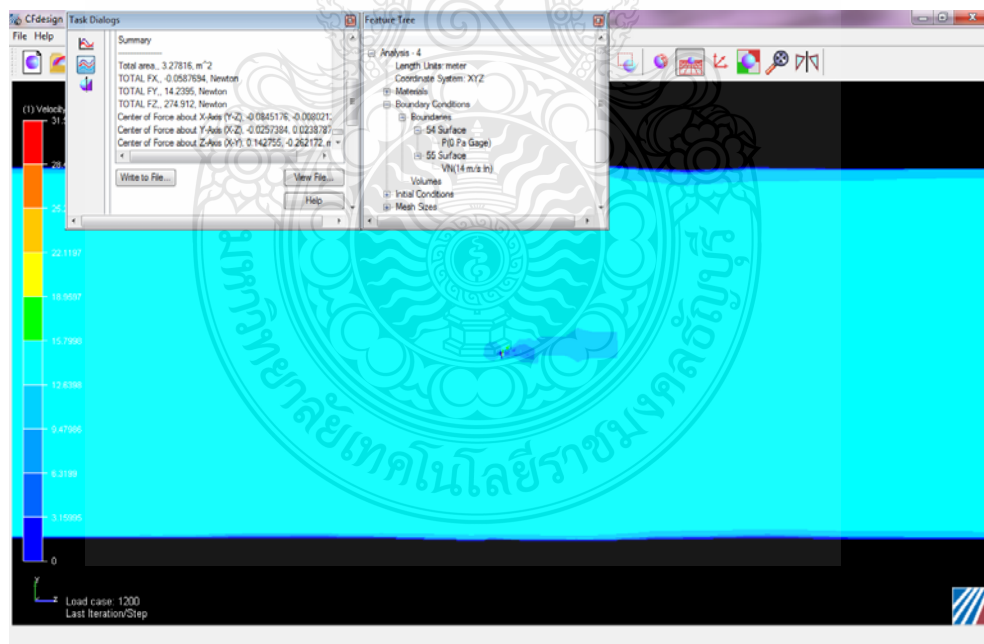 CFdesign
Task Dialogs
Feature Tree
File Help
Summary
Total area,, 3.27816, m^2
TOTAL FX,, -0.0587694, Newton
TOTAL FY,, 14.2395, Newton
TOTAL FZ,, 274.912, Newton
Center of Force about X-Axis (Y-Z), -0.0845176, -0.008021
Center of Force about Y-Axis (X-Z), -0.0257384, 0.0238787
Center of Force about Z-Axis (X-Y), 0.142755, -0.262172,
Write to File...
View File...
Help
Analysis - 4
Length Units: meter
Coordinate System: XYZ
Materials
Boundary Conditions
Boundaries
54 Surface
P(0 Pa Gage)
55 Surface
VN(14 m/s in)
Volumes
Initial Conditions
Mesh Sizes
(1) Velocity
22.1197
18.9597
15.7998
12.6398
9.47986
6.3199
3.15995
0
y
z
Load case: 1200
Last Iteration/Step
มหาวิทยาลัยเทคโนโลยีราชมงคลธัญบุรี